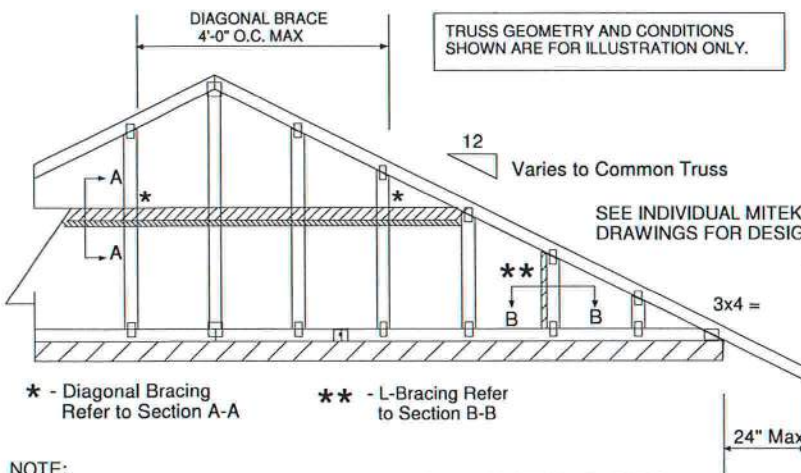 DIAGONAL BRACE
4'-0" O.C. MAX
TRUSS GEOMETRY AND CONDITIONS
SHOWN ARE FOR ILLUSTRATION ONLY.
12
Varies to Common Truss
A
*
*
SEE INDIVIDUAL MITEK
DRAWINGS FOR DESIG
A
**
B
B
3x4 =
* - Diagonal Bracing
Refer to Section A-A
** - L-Bracing Refer
to Section B-B
24" Max
NOTE: